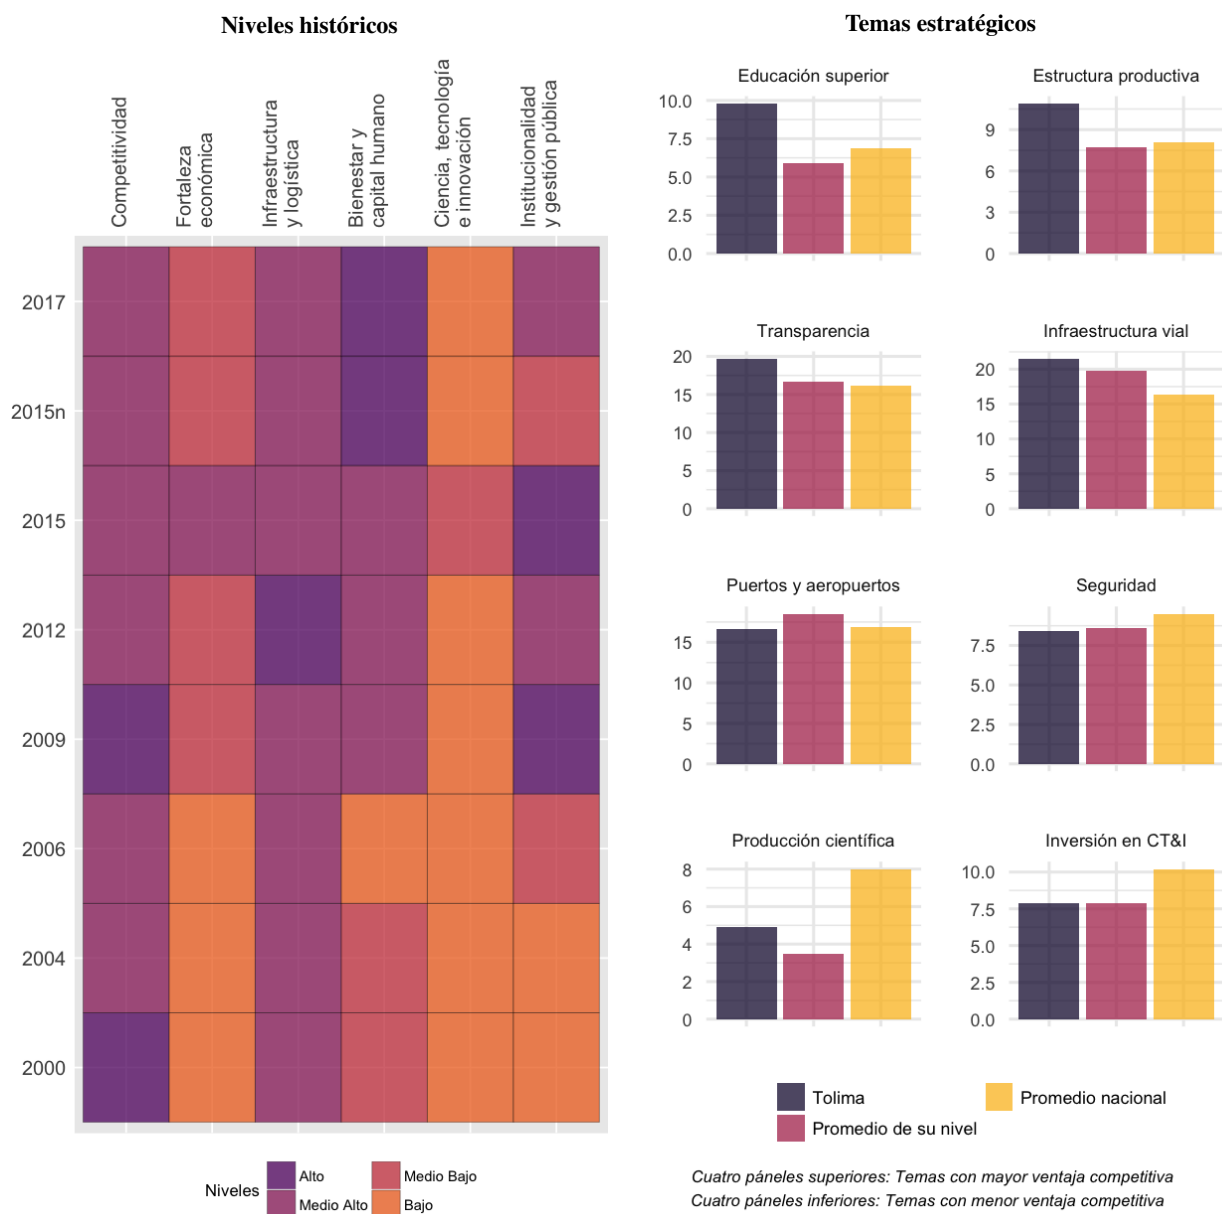 Niveles históricos
Competitividad
Fortaleza
económica
Infraestructura
y logística
Bienestar y
capital humano
Ciencia, tecnología
e innovación
Institucionalidad
y gestión pública
2017
2015n
2015
2012
2009
2006
2004
2000
Niveles
Alto
Medio Bajo
Medio Alto
Bajo
Temas estratégicos
Educación superior
10.0
7.5
5.0
2.5
0.0
Estructura productiva
9
6
3
0
Transparencia
20
15
10
5
0
Infraestructura vial
20
15
10
5
0
Puertos y aeropuertos
15
10
5
0
Seguridad
7.5
5.0
2.5
0.0
Producción científica
8
6
4
2
0
Inversión en CT&I
10.0
7.5
5.0
2.5
0.0
Tolima
Promedio nacional
Promedio de su nivel
Cuatro páneles superiores: Temas con mayor ventaja competitiva
Cuatro páneles inferiores: Temas con menor ventaja competitiva